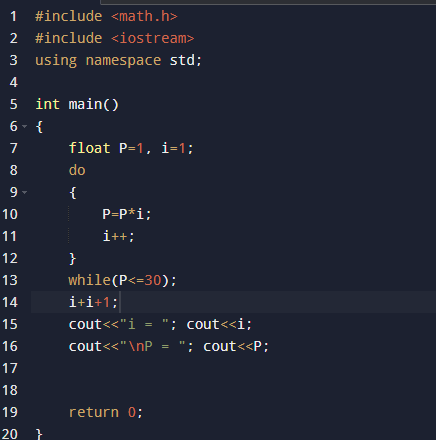 1 #include <math.h>
2 #include <iostream>
3 using namespace std;
4
5 int main()
6 {
7 float P=1, i=1;
8 do
9 {
10 P=P*i;
11 i++;
12 }
13 while(P<=30);
14 i+i+1;
15 cout<<"i = "; cout<<i;
16 cout<<"\nP = "; cout<<P;
17
18
19 return 0;
20 }